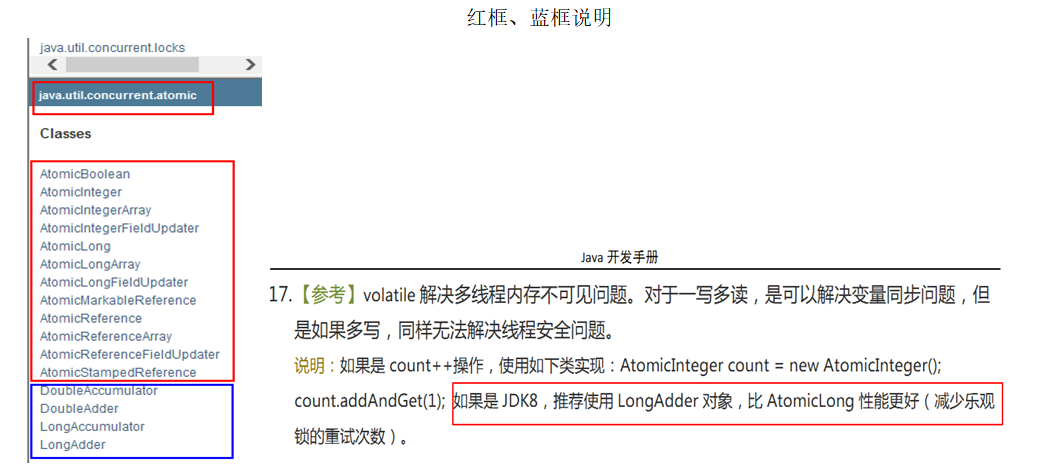 红框、蓝框说明
java.util.concurrent.locks
java.util.concurrent.atomic
Classes
AtomicBoolean
AtomicInteger
AtomicIntegerArray
AtomicIntegerFieldUpdater
AtomicLong
AtomicLongArray
AtomicLongFieldUpdater
AtomicMarkableReference
AtomicReference
AtomicReferenceArray
AtomicReferenceFieldUpdater
AtomicStampedReference
DoubleAccumulator
DoubleAdder
LongAccumulator
LongAdder
Java 开发手册
17.【参考】volatile 解决多线程内存不可见问题。对于一写多读，是可以解决变量同步问题，但
是如果多写，同样无法解决线程安全问题。
说明：如果是 count++操作，使用如下类实现：AtomicInteger count = new AtomicInteger();
count.addAndGet(1); 如果是 JDK8，推荐使用 LongAdder 对象，比 AtomicLong 性能更好（减少乐观
锁的重试次数）。